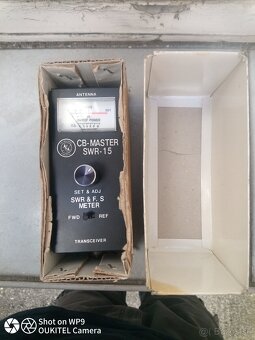 ANTENNA
CB-MASTER
SWR-15
SET & ADJ
SWR & F. S
METER
FWD REF
TRANSCEIVER
Shot on WP9
OUKITEL Camera